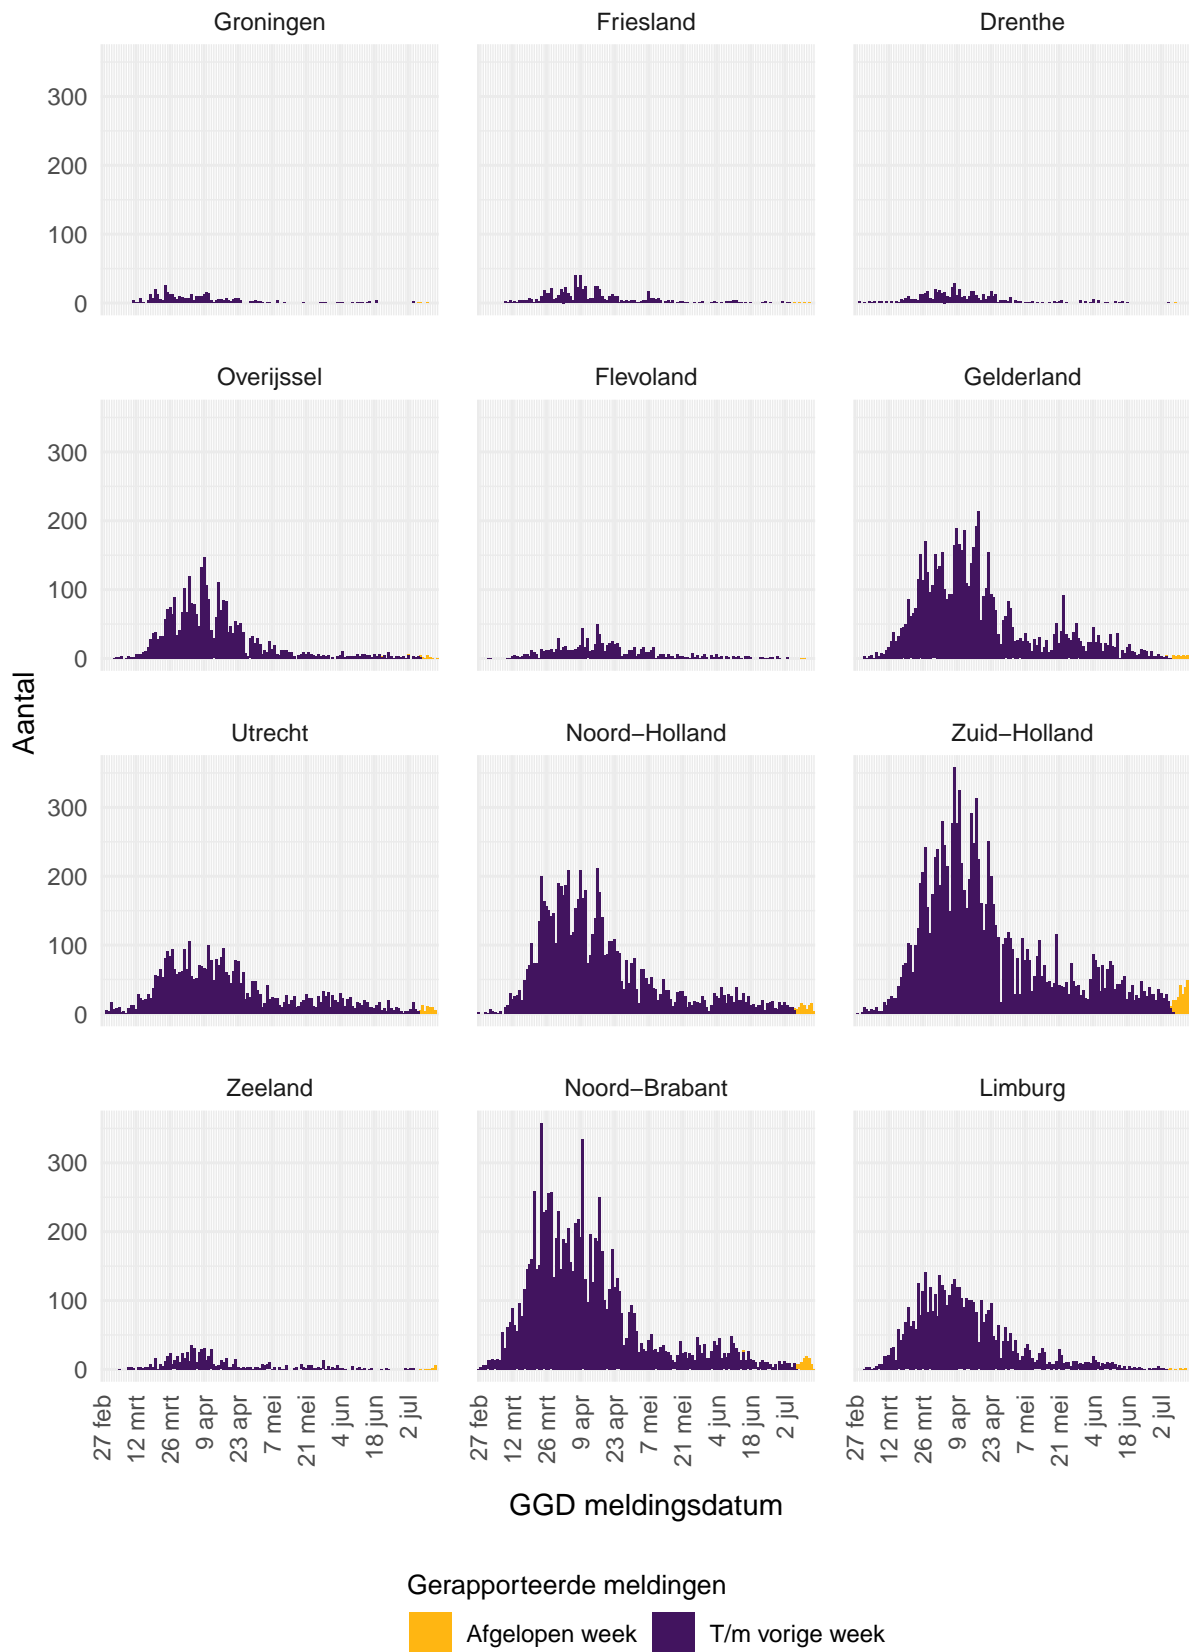 Groningen Friesland Drenthe
300
200
100
0
Overijssel Flevoland Gelderland
300
200
100
0
Aantal
Utrecht Noord–Holland Zuid–Holland
300
200
100
0
Zeeland Noord–Brabant Limburg
300
200
100
0
27 feb 12 mrt 26 mrt 9 apr 23 apr 7 mei 21 mei 4 jun 18 jun 2 jul 27 feb 12 mrt 26 mrt 9 apr 23 apr 7 mei 21 mei 4 jun 18 jun 2 jul 27 feb 12 mrt 26 mrt 9 apr 23 apr 7 mei 21 mei 4 jun 18 jun 2 jul
GGD meldingsdatum
Gerapporteerde meldingen
Afgelopen week T/m vorige week